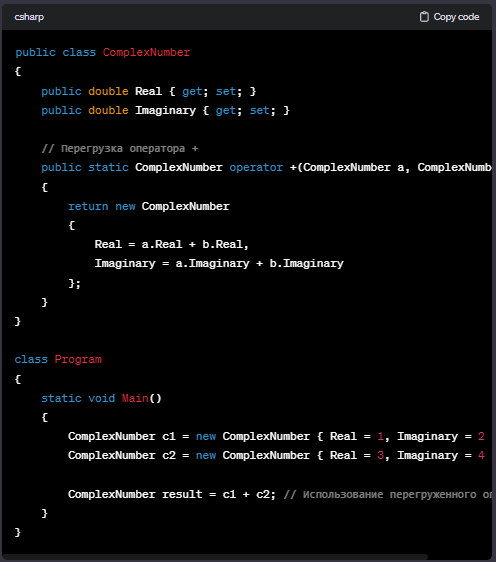 csharp
Copy code
public class ComplexNumber
{
    public double Real { get; set; }
    public double Imaginary { get; set; }

    // Перегрузка оператора +
    public static ComplexNumber operator +(ComplexNumber a,
    {
        return new ComplexNumber
        {
            Real = a.Real + b.Real,
            Imaginary = a.Imaginary + b.Imaginary
        };
    }
}

class Program
{
    static void Main()
    {
        ComplexNumber c1 = new ComplexNumber { Real = 1, Imaginary = 2
        ComplexNumber c2 = new ComplexNumber { Real = 3, Imaginary = 4

        ComplexNumber result = c1 + c2; // Использование перегруженного
    }
}